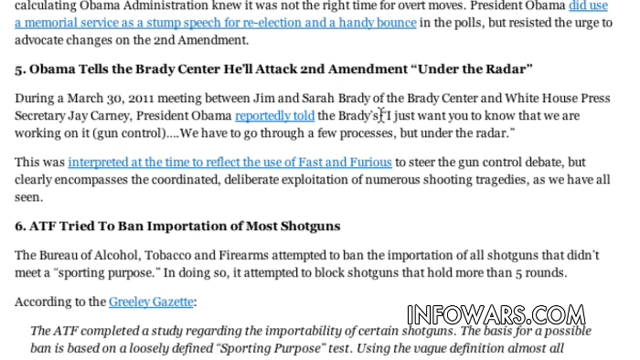 calculating Obama Administration knew it was not the right time for overt moves. President Obama did use
a memorial service as a stump speech for re-election and a handy bounce in the polls, but resisted the urge to
advocate changes on the 2nd Amendment.
5. Obama Tells the Brady Center He'll Attack 2nd Amendment “Under the Radar”
During a March 30, 2011 meeting between Jim and Sarah Brady of the Brady Center and White House Press
Secretary Jay Carney, President Obama reportedly told the Brady's “I just want you to know that we are
working on it (gun control)....We have to go through a few processes, but under the radar.”
This was interpreted at the time to reflect the use of Fast and Furious to steer the gun control debate, but
clearly encompasses the coordinated, deliberate exploitation of numerous shooting tragedies, as we have all
seen.
6. ATF Tried To Ban Importation of Most Shotguns
The Bureau of Alcohol, Tobacco and Firearms attempted to ban the importation of all shotguns that didn't
meet a “sporting purpose.” In doing so, it attempted to block shotguns that hold more than 5 rounds.
According to the Greeley Gazette:
INFOWARS.COM
The ATF completed a study regarding the importability of certain shotguns. The basis for a possible
ban is based on a loosely defined “Sporting Purpose” test. Using the vague definition almost all